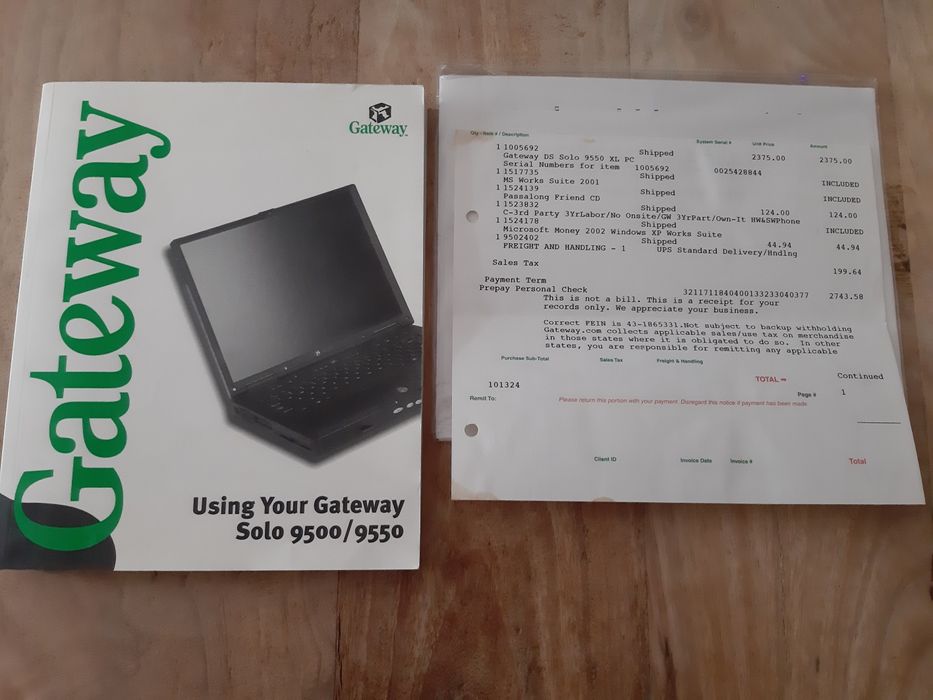 Gateway
Gateway™
Using Your Gateway
Solo 9500/9550
Qty - Item # / Description System Serial # Unit Price Amount
1 1005692 Shipped 2375.00 2375.00
Gateway DS Solo 9550 XL PC
Serial Numbers for item 1005692 0025428844
1 1517735 Shipped INCLUDED
MS Works Suite 2001
1 1524139 Shipped INCLUDED
Passalong Friend CD
1 1523832 Shipped 124.00 124.00
C-3rd Party 3YrLabor/No Onsite/GW 3YrPart/Own-It HW&SWPhone
1 1524178 Shipped INCLUDED
Microsoft Money 2002 Windows XP Works Suite
1 9502402 Shipped 44.94 44.94
FREIGHT AND HANDLING - 1 UPS Standard Delivery/Hndlng
Sales Tax 199.64
Payment Term
Prepay Personal Check 3211711840400133233040377 2743.58
This is not a bill. This is a receipt for your
records only. We appreciate your business.
Correct FEIN is 43-1865331.Not subject to backup withholding
Gateway.com collects applicable sales/use tax on merchandise
in those states where it is obligated to do so. In other
states, you are responsible for remitting any applicable
Purchase Sub-Total Sales Tax Freight & Handling
TOTAL Continued
101324
Page # 1
Remit To: Please return this portion with your payment. Disregard this notice if payment has been made.
Client ID Invoice Date Invoice # Total